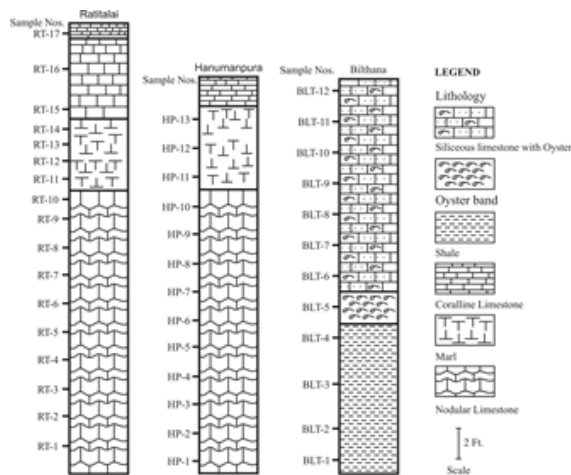 Ratitalai
Sample Nos.
RT-17
RT-16
RT-15
RT-14
RT-13
RT-12
RT-11
RT-10
RT-9
RT-8
RT-7
RT-6
RT-5
RT-4
RT-3
RT-2
RT-1
Hanumanpura
Sample Nos.
HP-13
HP-12
HP-11
HP-10
HP-9
HP-8
HP-7
HP-6
HP-5
HP-4
HP-3
HP-2
HP-1
Bilthana
Sample Nos.
BLT-12
BLT-11
BLT-10
BLT-9
BLT-8
BLT-7
BLT-6
BLT-5
BLT-4
BLT-3
BLT-2
BLT-1
LEGEND
Lithology
Siliceous limestone with Oyster
Oyster band
Shale
Coralline Limestone
Marl
Nodular Limestone
2 Ft.
Scale